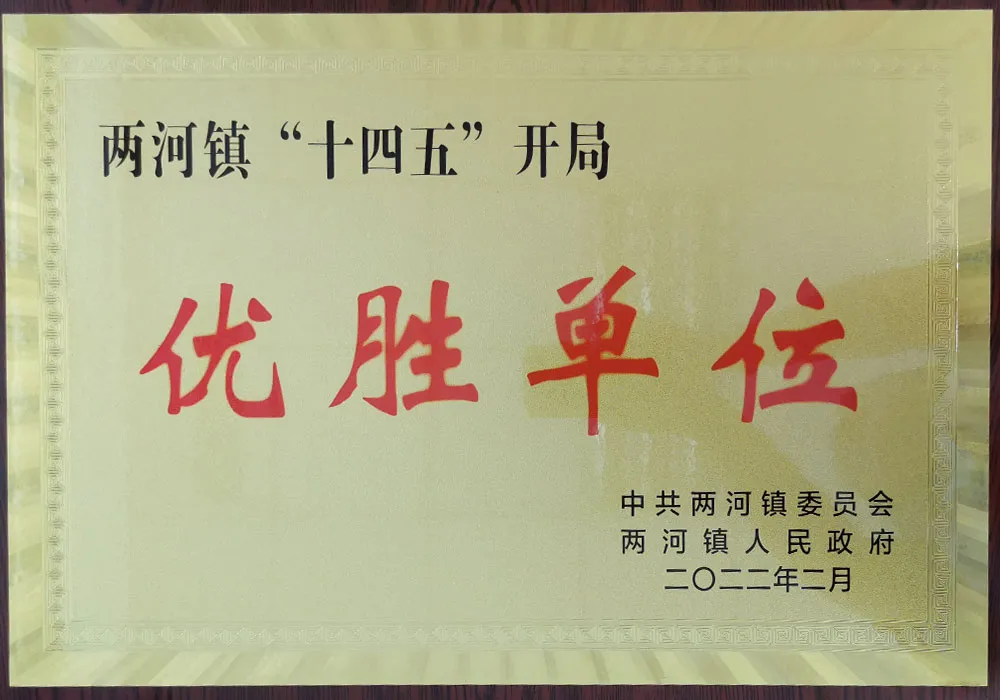 两河镇“十四五”开局
优胜单位
中共两河镇委员会
两河镇人民政府
二〇二二年二月